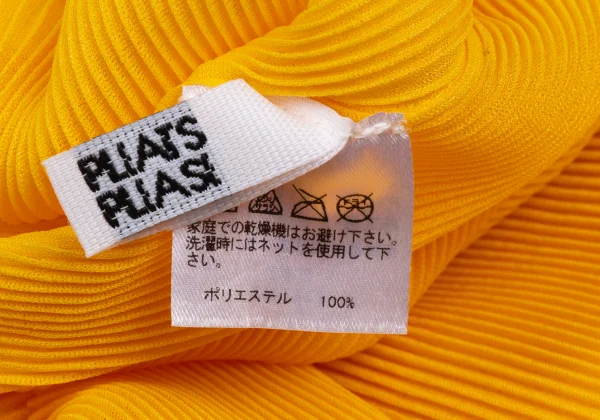 PLEATS
PLEASE
家庭での乾燥機はお避け下さい。
洗濯時にはネットを使用して下
さい。
ポリエステル 100%